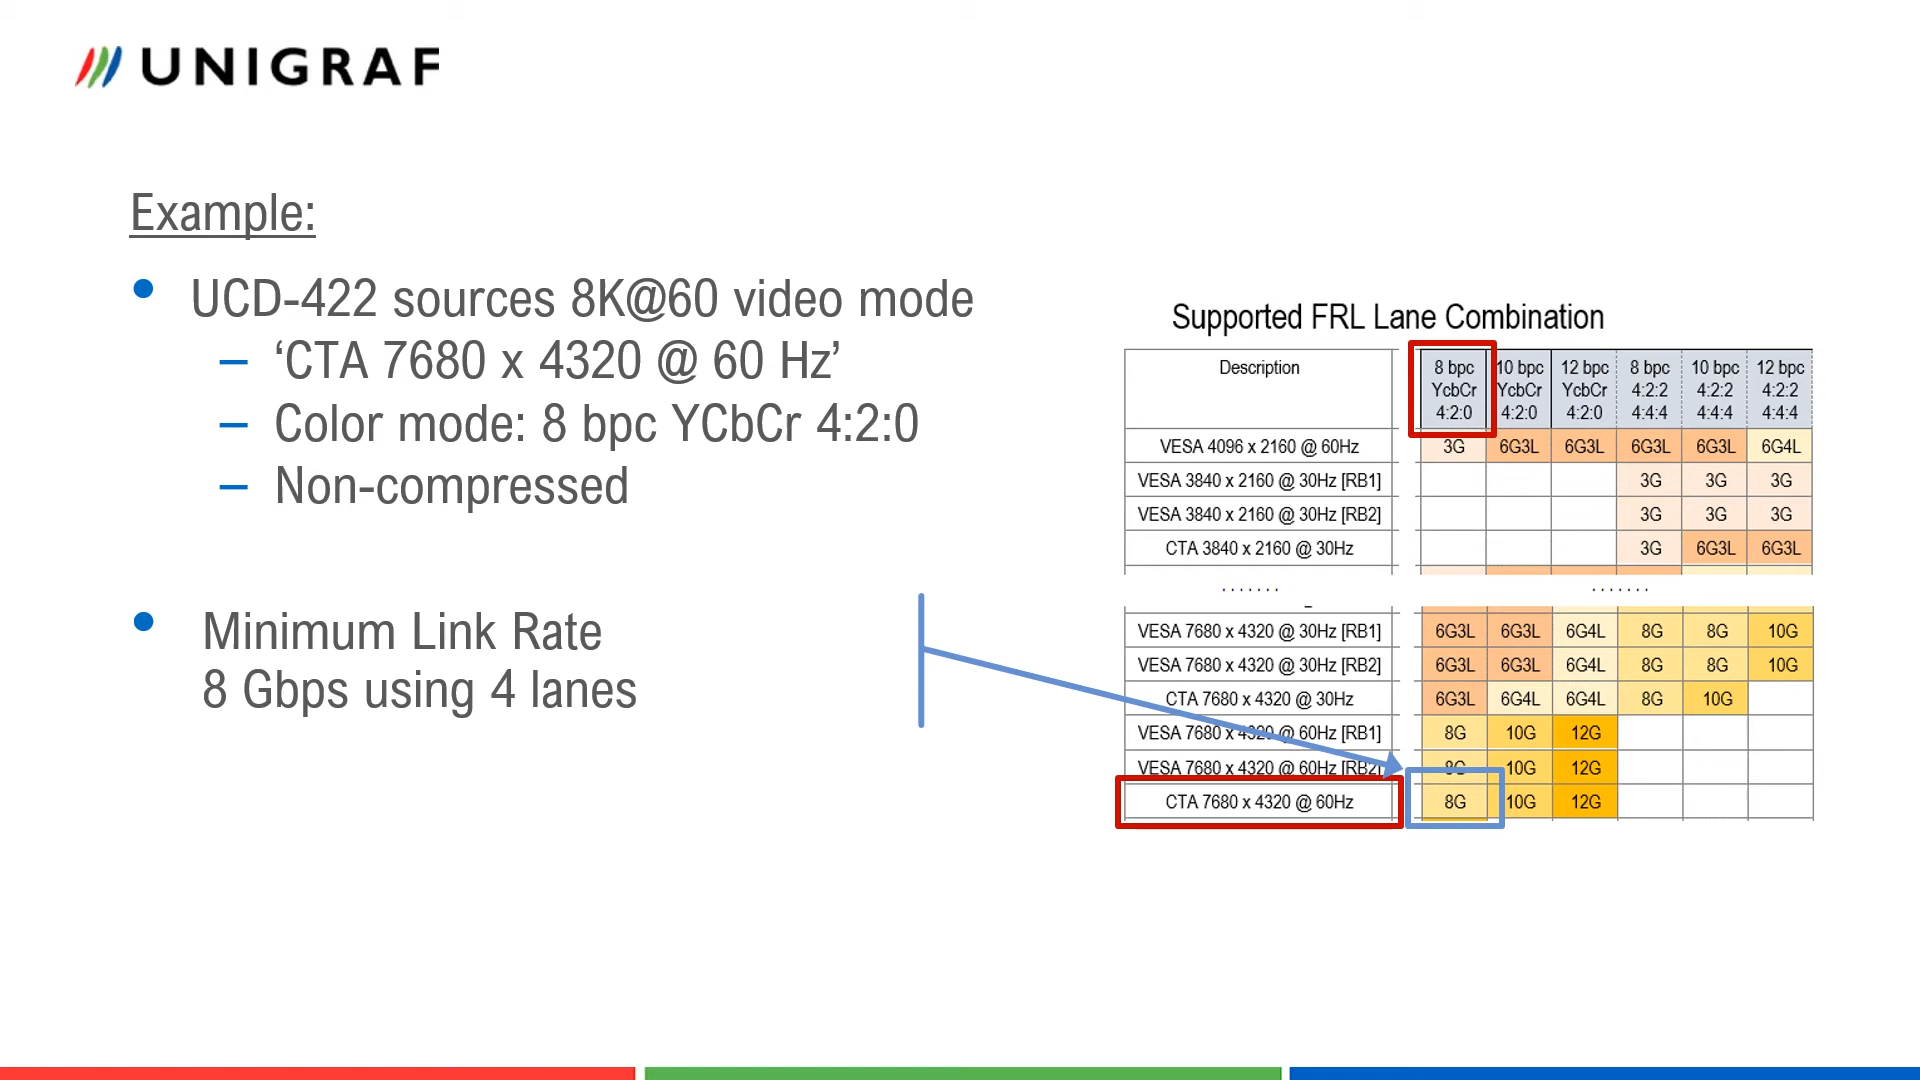 UNIGRAF
Example:
• UCD-422 sources 8K@60 video mode
– ‘CTA 7680 x 4320 @ 60 Hz’
– Color mode: 8 bpc YCbCr 4:2:0
– Non-compressed
• Minimum Link Rate
8 Gbps using 4 lanes
Supported FRL Lane Combination
Description 8 bpc YcbCr 4:2:0 10 bpc YcbCr 4:2:0 12 bpc YcbCr 4:2:0 8 bpc 4:2:2 4:4:4 10 bpc 4:2:2 4:4:4 12 bpc 4:2:2 4:4:4
VESA 4096 x 2160 @ 60Hz 3G 6G3L 6G3L 6G3L 6G3L 6G4L
VESA 3840 x 2160 @ 30Hz [RB1] 3G 3G 3G
VESA 3840 x 2160 @ 30Hz [RB2] 3G 3G 3G
CTA 3840 x 2160 @ 30Hz 3G 6G3L 6G3L
....... .......
VESA 7680 x 4320 @ 30Hz [RB1] 6G3L 6G3L 6G4L 8G 8G 10G
VESA 7680 x 4320 @ 30Hz [RB2] 6G3L 6G3L 6G4L 8G 8G 10G
CTA 7680 x 4320 @ 30Hz 6G3L 6G4L 6G4L 8G 10G
VESA 7680 x 4320 @ 60Hz [RB1] 8G 10G 12G
VESA 7680 x 4320 @ 60Hz [RB2] 8G 10G 12G
CTA 7680 x 4320 @ 60Hz 8G 10G 12G